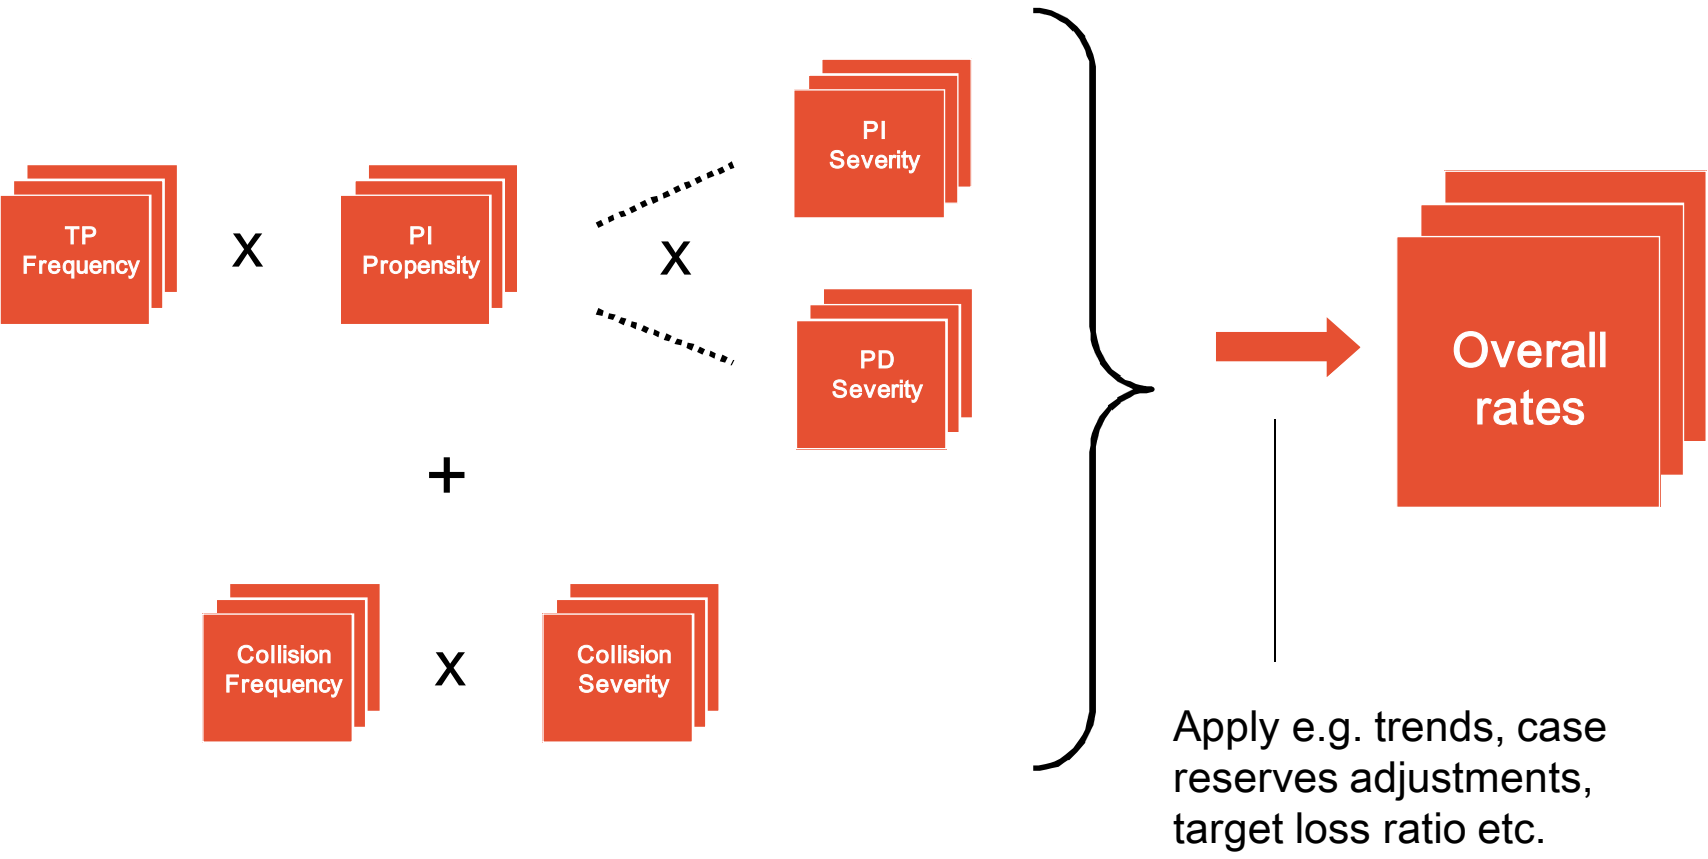 PI
Severity
TP
Frequency
x
PI
Propensity
x
PD
Severity
Overall
rates
+
Collision
Frequency
x
Collision
Severity
Apply e.g. trends, case
reserves adjustments,
target loss ratio etc.